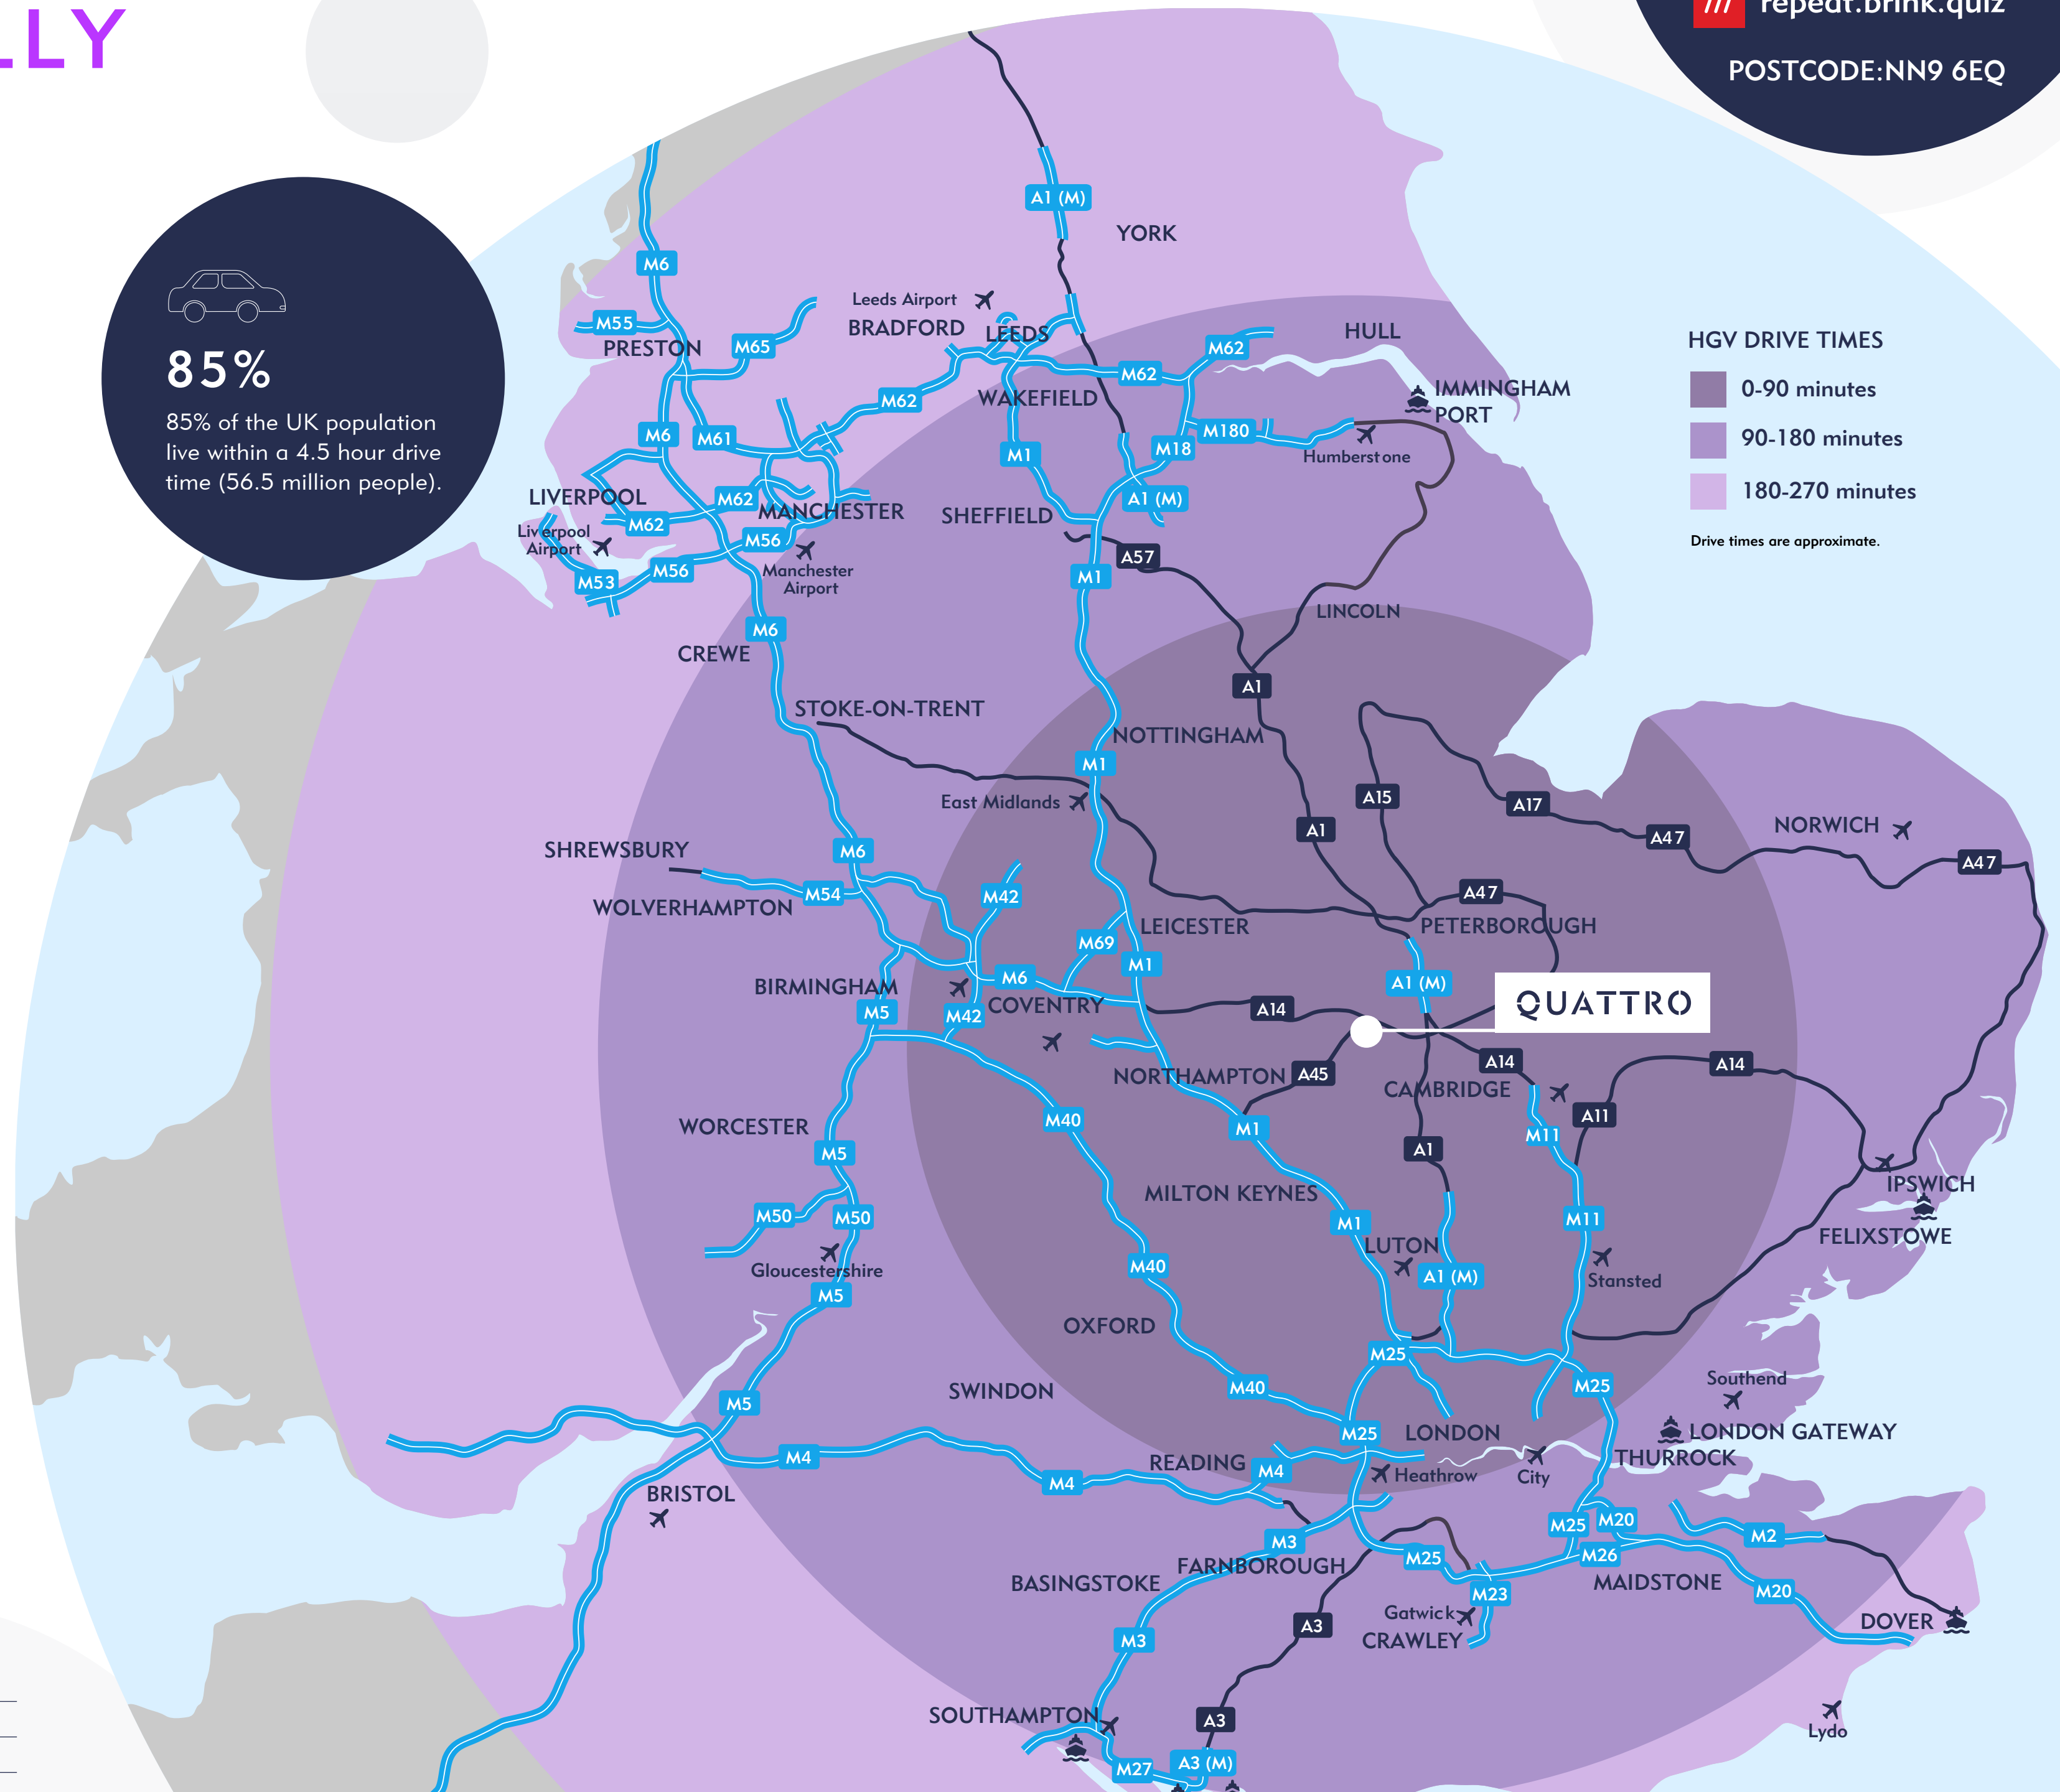 LLY
repeat.brink.quiz
POSTCODE:NN9 6EQ
85%
85% of the UK population
live within a 4.5 hour drive
time (56.5 million people).
HGV DRIVE TIMES
0-90 minutes
90-180 minutes
180-270 minutes
Drive times are approximate.
A1 (M)
YORK
M6
Leeds Airport
M55
BRADFORD
LEEDS
HULL
PRESTON
M65
M62
M62
IMMINGHAM
PORT
WAKEFIELD
M62
M6
M61
M180
M18
M1
Humberstone
LIVERPOOL
M62
A1 (M)
MANCHESTER
SHEFFIELD
M62
Liverpool
Airport
M56
A57
M56
Manchester
Airport
M53
M1
LINCOLN
M6
CREWE
A1
STOKE-ON-TRENT
NOTTINGHAM
M1
A15
East Midlands
A17
A1
NORWICH
A47
SHREWSBURY
M6
A47
M54
M42
A47
WOLVERHAMPTON
LEICESTER
PETERBOROUGH
M69
M1
M6
A1 (M)
BIRMINGHAM
QUATTRO
COVENTRY
A14
M5
M42
A14
A14
NORTHAMPTON
A45
CAMBRIDGE
A11
M40
WORCESTER
M1
M11
A1
M5
IPSWICH
MILTON KEYNES
M50
M50
M1
M11
FELIXSTOWE
LUTON
Gloucestershire
M40
A1 (M)
Stansted
M5
OXFORD
M25
Southend
M40
M25
SWINDON
M5
M25
LONDON
LONDON GATEWAY
M4
READING
M4
Heathrow
City
THURROCK
M4
BRISTOL
M25
M20
M3
M2
M25
M26
FARNBOROUGH
BASINGSTOKE
MAIDSTONE
M20
M23
Gatwick
A3
DOVER
M3
CRAWLEY
SOUTHAMPTON
A3
Lydo
M27
A3 (M)